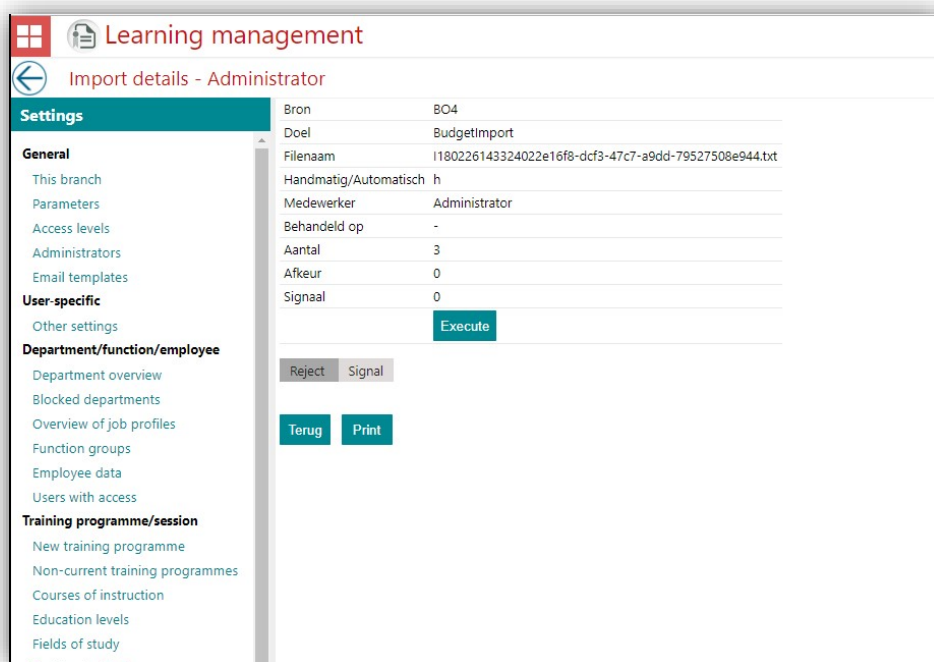 Learning management
Import details - Administrator
Settings
General
This branch
Parameters
Access levels
Administrators
Email templates
User-specific
Other settings
Department/function/employee
Department overview
Blocked departments
Overview of job profiles
Function groups
Employee data
Users with access
Training programme/session
New training programme
Non-current training programmes
Courses of instruction
Education levels
Fields of study
Bron BO4
Doel BudgetImport
Filenaam I180226143324022e16f8-dcf3-47c7-a9dd-79527508e944.txt
Handmatig/Automatisch h
Medewerker Administrator
Behandeld op -
Aantal 3
Afkeur 0
Signaal 0
Execute
Reject Signal
Terug Print